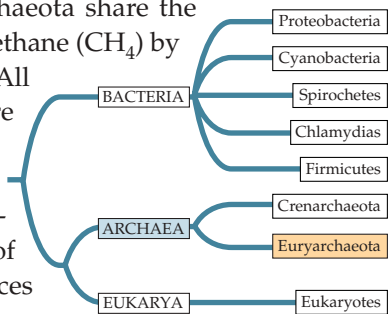 haeota share the
ethane (CH₄) by
All
re
-
of
ces
Proteobacteria
Cyanobacteria
BACTERIA
Spirochetes
Chlamydias
Firmicutes
Crenarchaeota
ARCHAEA
Euryarchaeota
EUKARYA
Eukaryotes